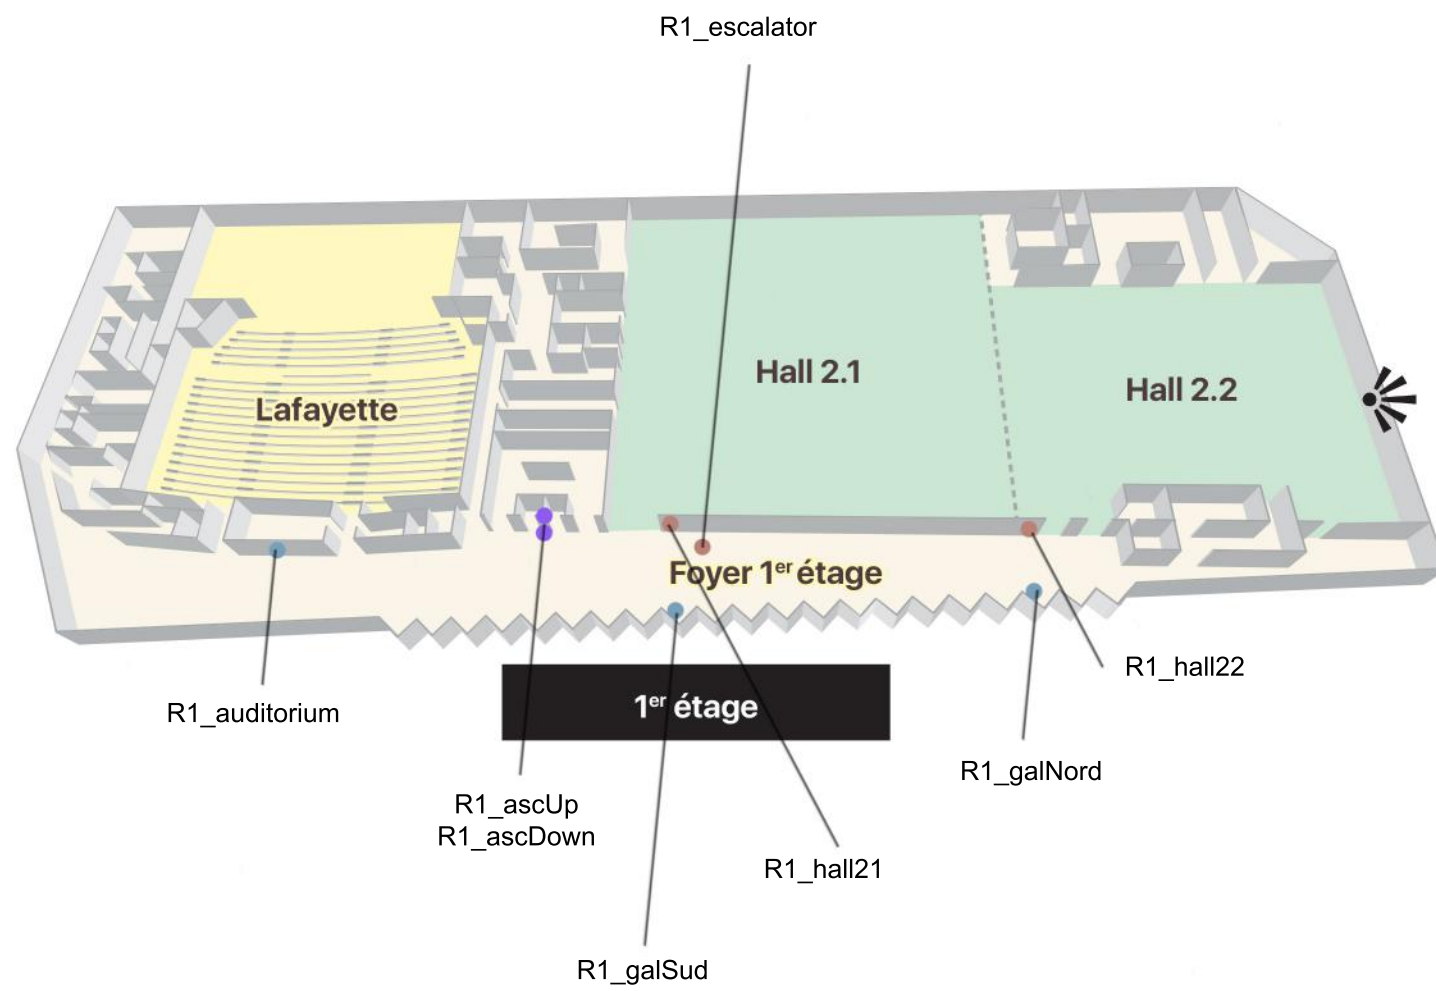 R1_escalator
Hall 2.1
Hall 2.2
Lafayette
Foyer 1er étage
R1_hall22
1er étage
R1_auditorium
R1_galNord
R1_ascUp
R1_ascDown
R1_hall21
R1_galSud